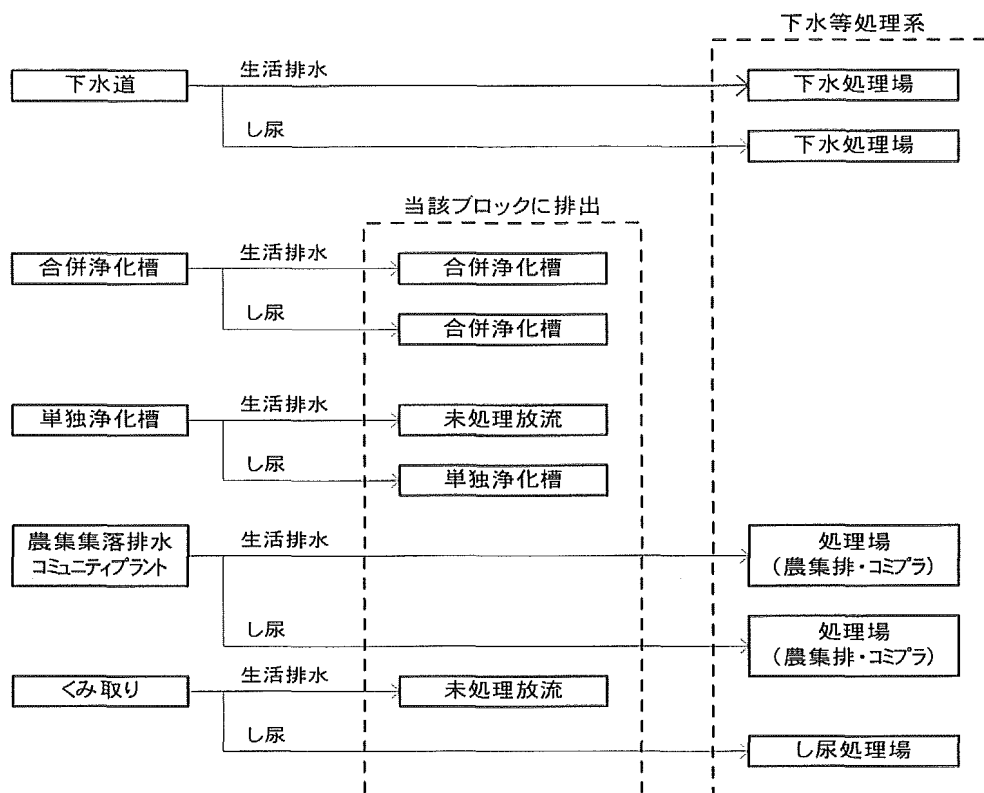 下水等処理系
下水道
生活排水
下水処理場
し尿
下水処理場
当該ブロックに排出
合併浄化槽
生活排水
合併浄化槽
し尿
合併浄化槽
単独浄化槽
生活排水
未処理放流
し尿
単独浄化槽
農集集落排水
コミュニティプラント
生活排水
処理場
(農集排・コミプラ)
し尿
処理場
(農集排・コミプラ)
くみ取り
生活排水
未処理放流
し尿
し尿処理場